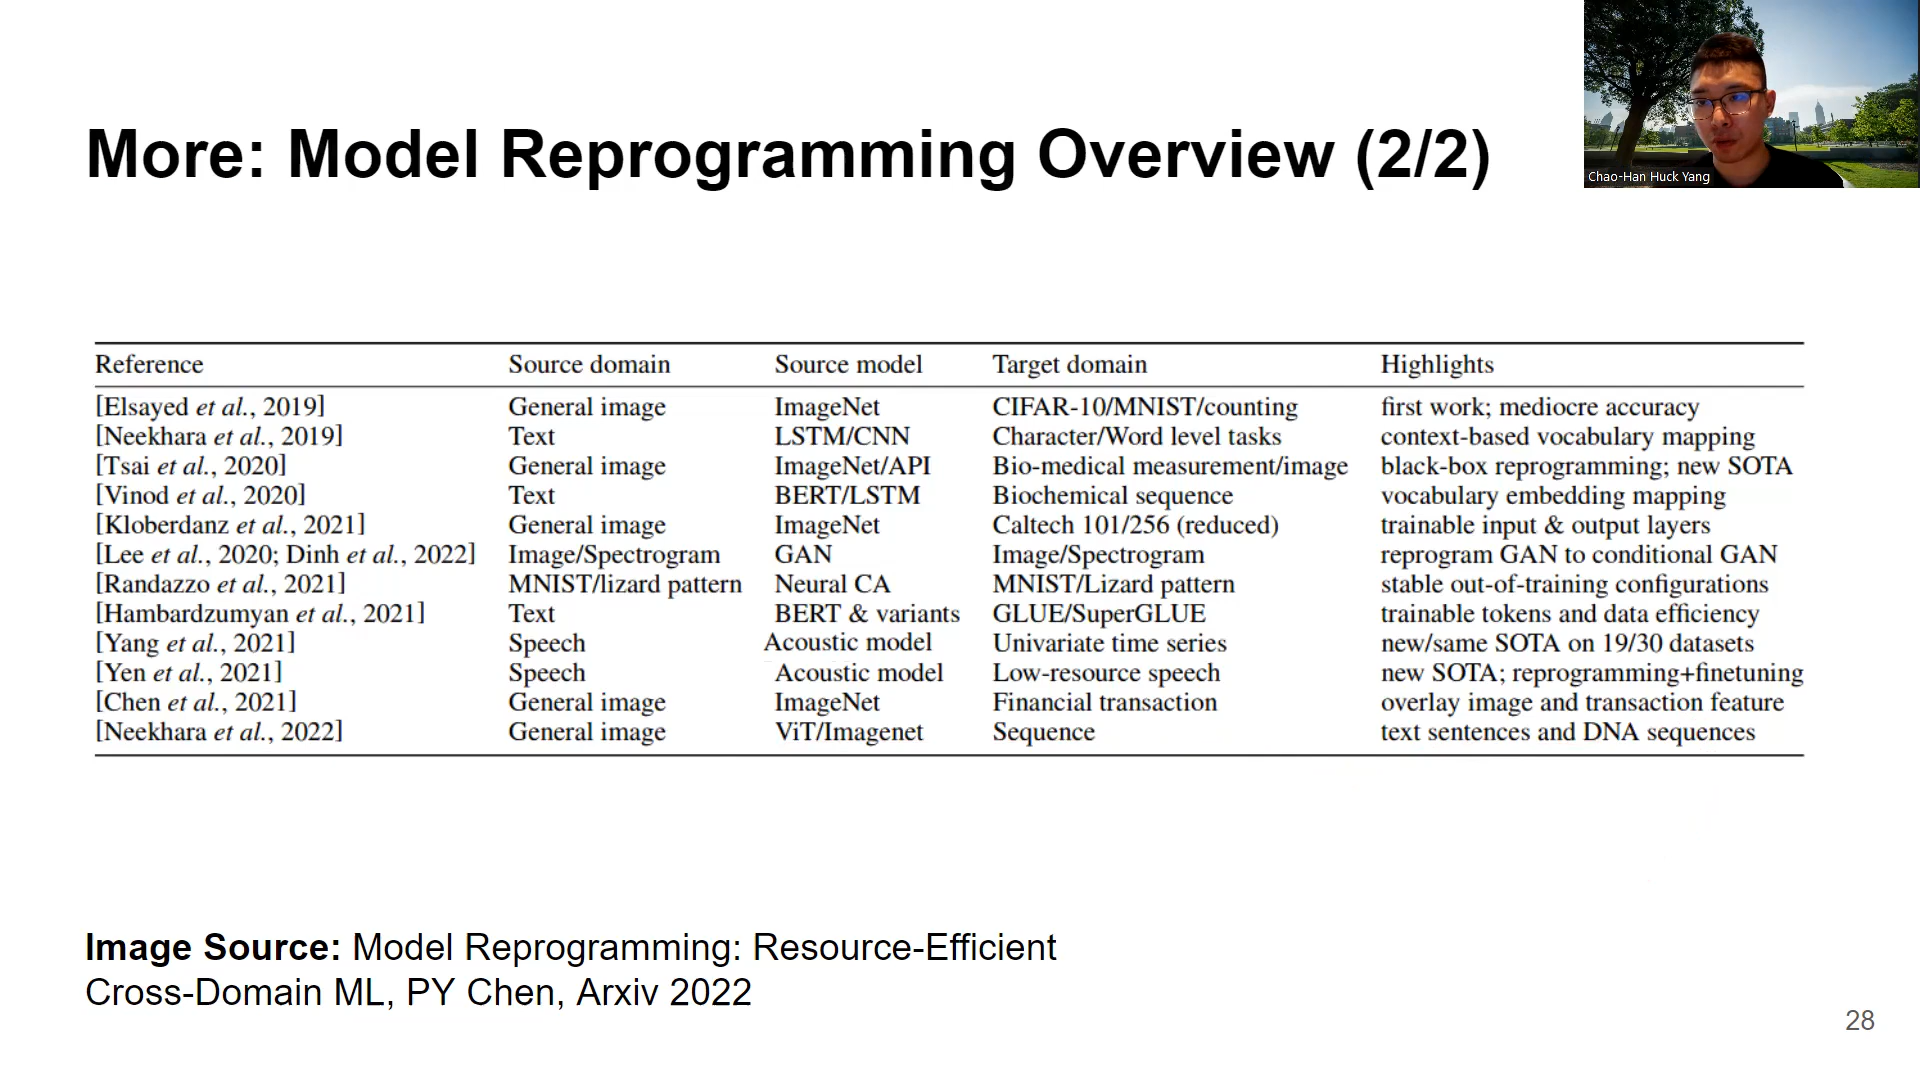 Chao-Han Huck Yang
More: Model Reprogramming Overview (2/2)
Reference Source domain Source model Target domain Highlights
[Elsayed et al., 2019] General image ImageNet CIFAR-10/MNIST/counting first work; mediocre accuracy
[Neekhara et al., 2019] Text LSTM/CNN Character/Word level tasks context-based vocabulary mapping
[Tsai et al., 2020] General image ImageNet/API Bio-medical measurement/image black-box reprogramming; new SOTA
[Vinod et al., 2020] Text BERT/LSTM Biochemical sequence vocabulary embedding mapping
[Kloberdanz et al., 2021] General image ImageNet Caltech 101/256 (reduced) trainable input & output layers
[Lee et al., 2020; Dinh et al., 2022] Image/Spectrogram GAN Image/Spectrogram reprogram GAN to conditional GAN
[Randazzo et al., 2021] MNIST/lizard pattern Neural CA MNIST/Lizard pattern stable out-of-training configurations
[Hambardzumyan et al., 2021] Text BERT & variants GLUE/SuperGLUE trainable tokens and data efficiency
[Yang et al., 2021] Speech Acoustic model Univariate time series new/same SOTA on 19/30 datasets
[Yen et al., 2021] Speech Acoustic model Low-resource speech new SOTA; reprogramming+finetuning
[Chen et al., 2021] General image ImageNet Financial transaction overlay image and transaction feature
[Neekhara et al., 2022] General image ViT/Imagenet Sequence text sentences and DNA sequences
Image Source: Model Reprogramming: Resource-Efficient
Cross-Domain ML, PY Chen, Arxiv 2022
28